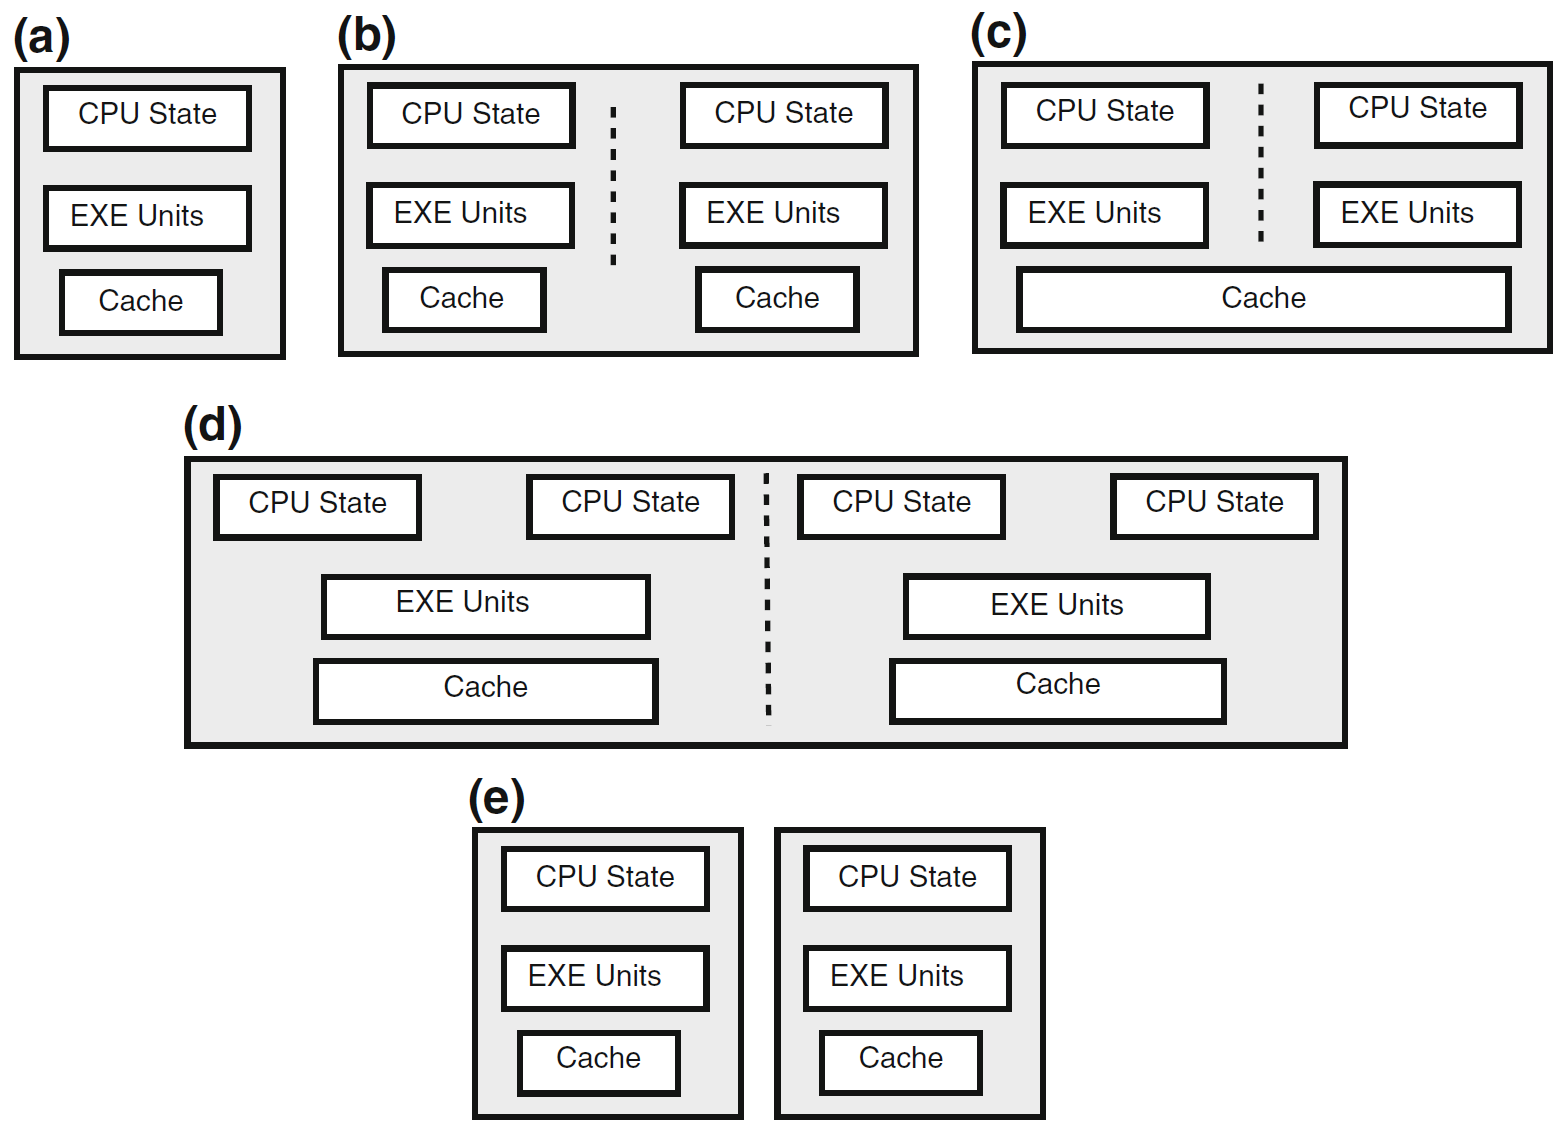 (a)
CPU State
EXE Units
Cache
(b)
CPU State
CPU State
EXE Units
EXE Units
Cache
Cache
(c)
CPU State
CPU State
EXE Units
EXE Units
Cache
(d)
CPU State
CPU State
CPU State
CPU State
EXE Units
EXE Units
Cache
Cache
(e)
CPU State
EXE Units
Cache
CPU State
EXE Units
Cache